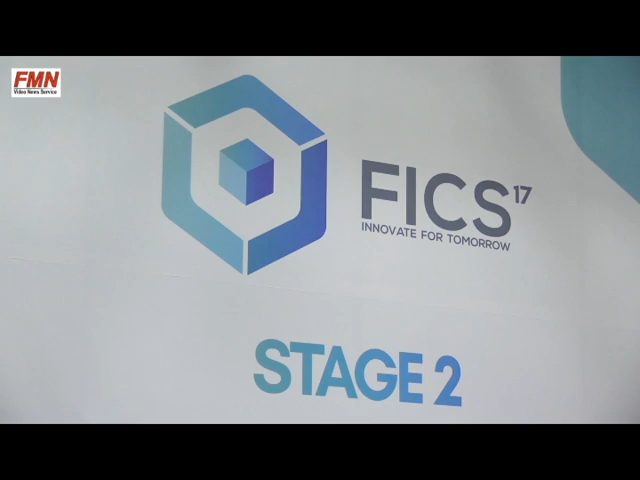 FMN
Video News Service
FICS17
INNOVATE FOR TOMORROW
STAGE 2